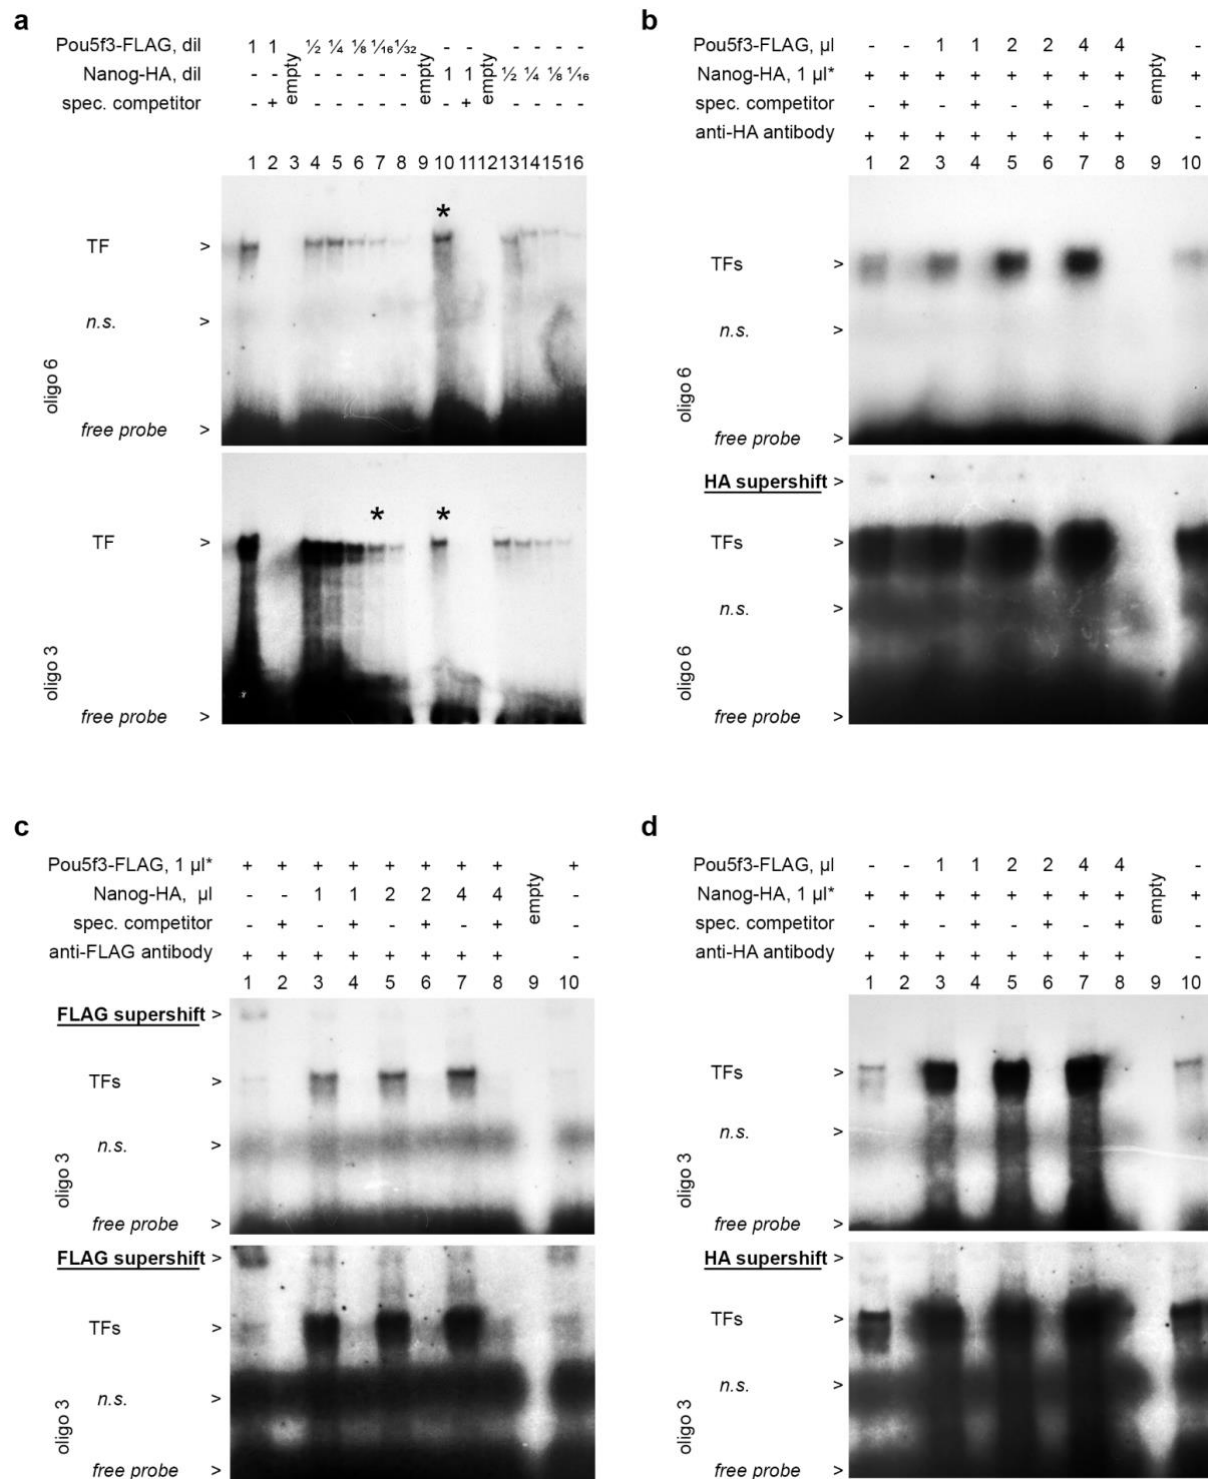 a
Pou5f3-FLAG, dil 1 1 empty ½ ¼ ⅛ 1⁄16 1⁄32 empty - - empty - - - -
Nanog-HA, dil - - - - - - - 1 1 ½ ¼ ⅛ 1⁄16
spec. competitor - + - - - - - - + - - - -
1 2 3 4 5 6 7 8 9 10 11 12 13 14 15 16
*
TF >
n.s. >
oligo 6
free probe >
* *
TF >
oligo 3
free probe >
b
Pou5f3-FLAG, µl - - 1 1 2 2 4 4 empty -
Nanog-HA, 1 µl* + + + + + + + + +
spec. competitor - + - + - + - + -
anti-HA antibody + + + + + + + + -
1 2 3 4 5 6 7 8 9 10
TFs >
n.s. >
oligo 6
free probe >
HA supershift >
TFs >
n.s. >
oligo 6
free probe >
c
Pou5f3-FLAG, 1 µl* + + + + + + + + +
Nanog-HA, µl - - 1 1 2 2 4 4 empty -
spec. competitor - + - + - + - + -
anti-FLAG antibody + + + + + + + + -
1 2 3 4 5 6 7 8 9 10
FLAG supershift >
TFs >
n.s. >
oligo 3
free probe >
FLAG supershift >
TFs >
n.s. >
oligo 3
free probe >
d
Pou5f3-FLAG, µl - - 1 1 2 2 4 4 empty -
Nanog-HA, 1 µl* + + + + + + + + +
spec. competitor - + - + - + - + -
anti-HA antibody + + + + + + + + -
1 2 3 4 5 6 7 8 9 10
TFs >
n.s. >
oligo 3
free probe >
HA supershift >
TFs >
n.s. >
oligo 3
free probe >